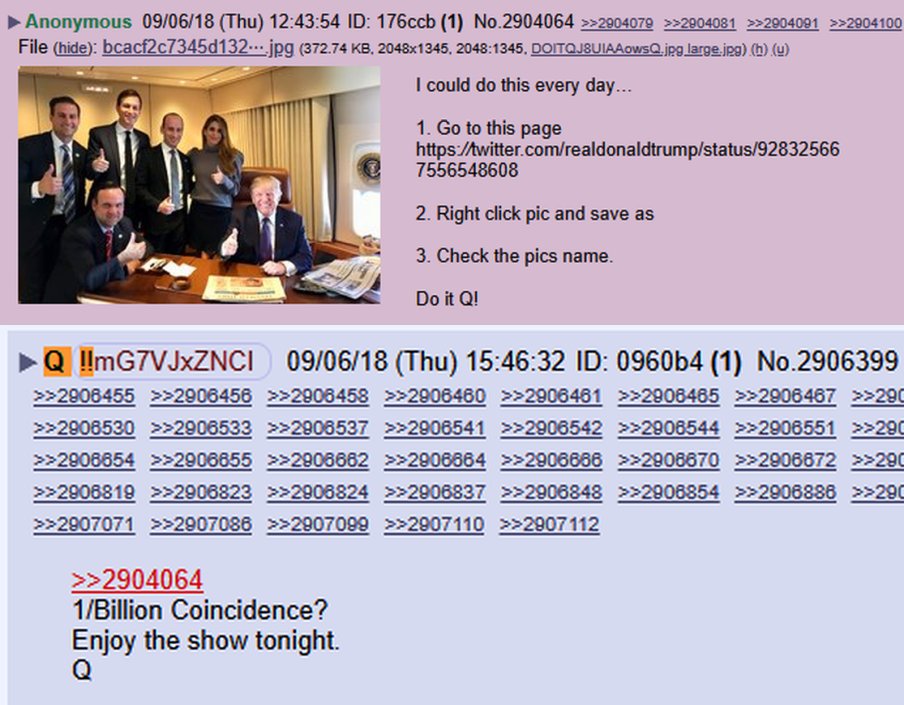 ▶ Anonymous 09/06/18 (Thu) 12:43:54 ID: 176ccb (1) No.2904064 >>2904079 >>2904081 >>2904091 >>2904100
File (hide): bcacf2c7345d132⋯.jpg (372.74 KB, 2048x1345, 2048:1345, DOITQJ8UIAAowsQ.jpg large.jpg) (h) (u)
I could do this every day…
1. Go to this page
https://twitter.com/realdonaldtrump/status/92832566
7556548608
2. Right click pic and save as
3. Check the pics name.
Do it Q!
▶ Q !!mG7VJxZNCI 09/06/18 (Thu) 15:46:32 ID: 0960b4 (1) No.2906399
>>2906455 >>2906456 >>2906458 >>2906460 >>2906461 >>2906465 >>2906467 >>290
>>2906530 >>2906533 >>2906537 >>2906541 >>2906542 >>2906544 >>2906551 >>290
>>2906654 >>2906655 >>2906662 >>2906664 >>2906666 >>2906670 >>2906672 >>290
>>2906819 >>2906823 >>2906824 >>2906837 >>2906848 >>2906854 >>2906886 >>290
>>2907071 >>2907086 >>2907099 >>2907110 >>2907112
>>2904064
1/Billion Coincidence?
Enjoy the show tonight.
Q